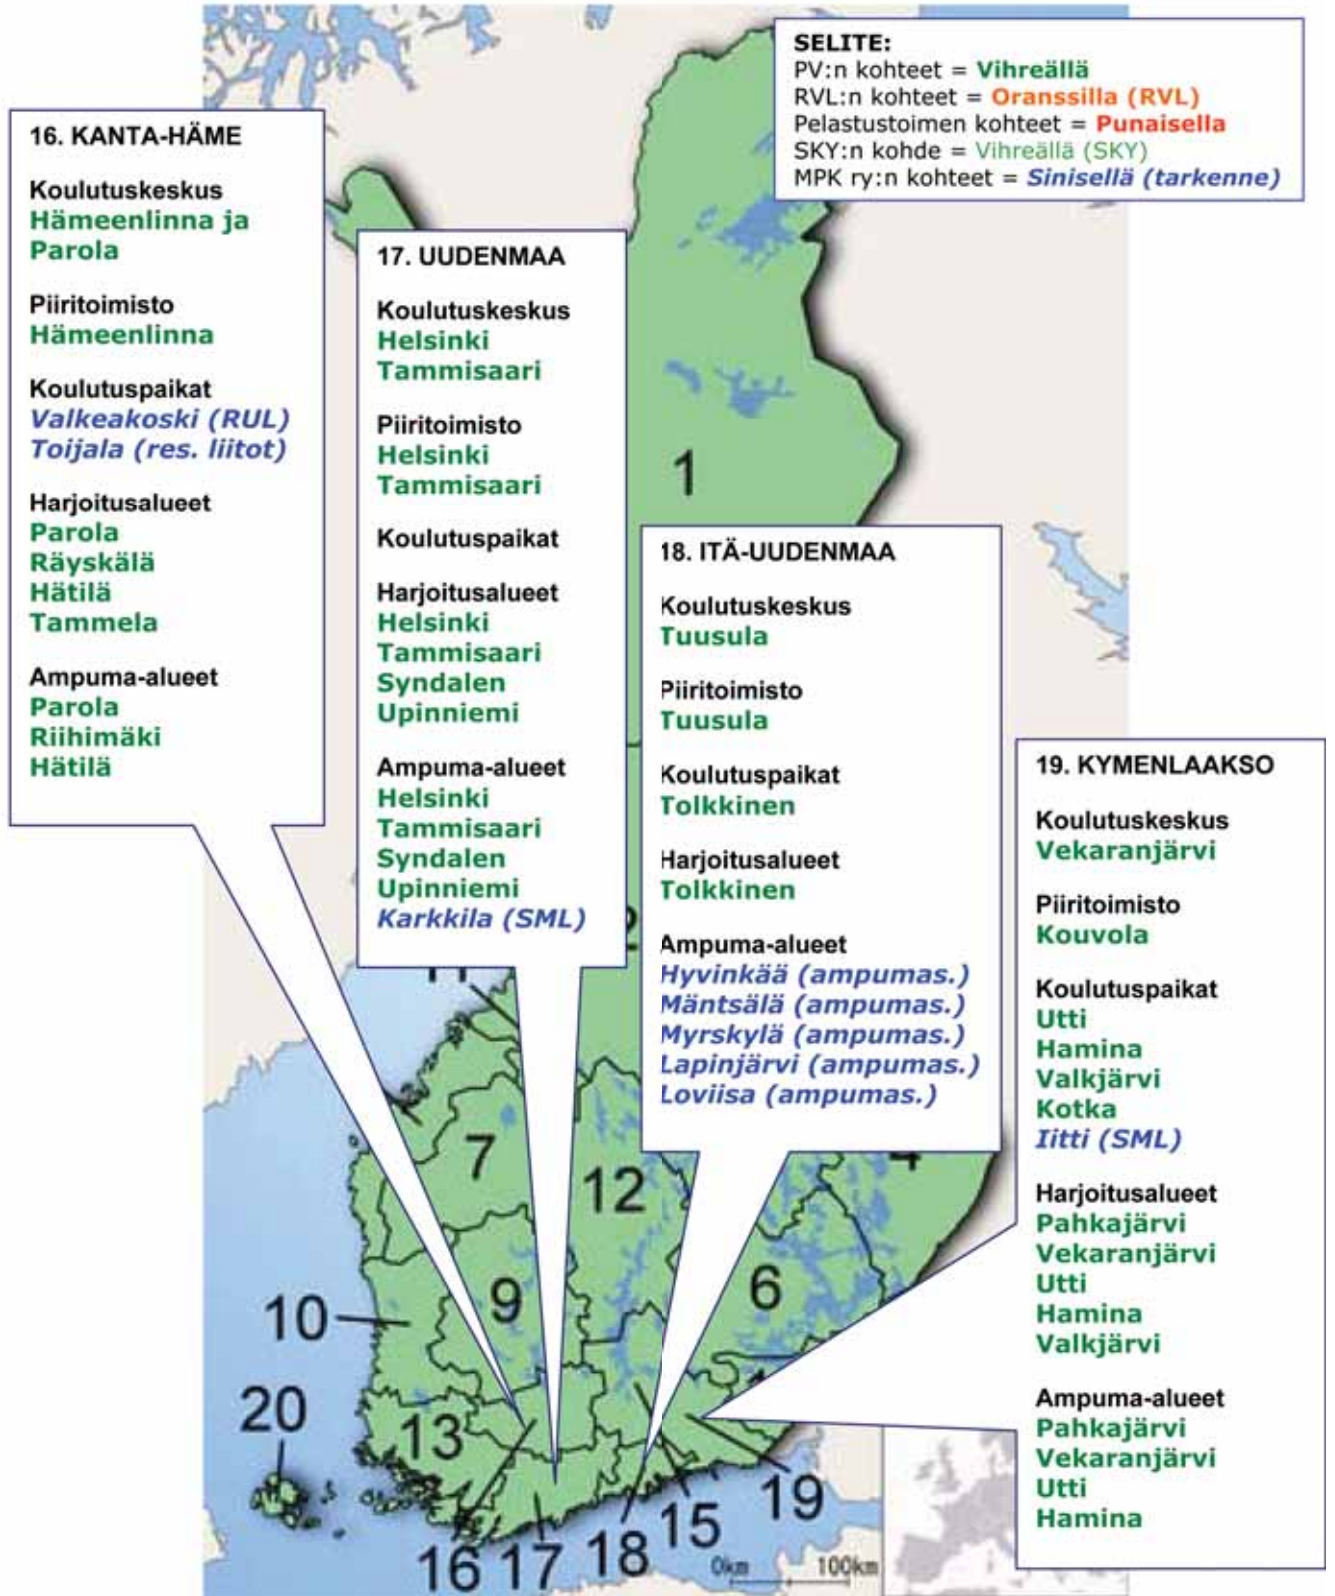 SELITE:
PV:n kohteet = Vihreällä
RVL:n kohteet = Oranssilla (RVL)
Pelastustoimen kohteet = Punaisella
SKY:n kohde = Vihreällä (SKY)
MPK ry:n kohteet = Sinisellä (tarkenne)
16. KANTA-HÄME
Koulutuskeskus
Hämeenlinna ja
Parola
Piiritoimisto
Hämeenlinna
Koulutuspaikat
Valkeakoski (RUL)
Toijala (res. liitot)
Harjoitusalueet
Parola
Räyskälä
Hätilä
Tammela
Ampuma-alueet
Parola
Riihimäki
Hätilä
17. UUDENMAA
Koulutuskeskus
Helsinki
Tammisaari
Piiritoimisto
Helsinki
Tammisaari
Koulutuspaikat
Harjoitusalueet
Helsinki
Tammisaari
Syndalen
Upinniemi
Ampuma-alueet
Helsinki
Tammisaari
Syndalen
Upinniemi
Karkkila (SML)
18. ITÄ-UUDENMAA
Koulutuskeskus
Tuusula
Piiritoimisto
Tuusula
Koulutuspaikat
Tolkkinen
Harjoitusalueet
Tolkkinen
Ampuma-alueet
Hyvinkää (ampumas.)
Mäntsälä (ampumas.)
Myrskylä (ampumas.)
Lapinjärvi (ampumas.)
Loviisa (ampumas.)
19. KYMENLAAKSO
Koulutuskeskus
Vekaranjärvi
Piiritoimisto
Kouvola
Koulutuspaikat
Utti
Hamina
Valkjärvi
Kotka
Iitti (SML)
Harjoitusalueet
Pahkajärvi
Vekaranjärvi
Utti
Hamina
Valkjärvi
Ampuma-alueet
Pahkajärvi
Vekaranjärvi
Utti
Hamina
1
7
12
4
9
6
10
20
13
16
17
18
15
19
0km
100km